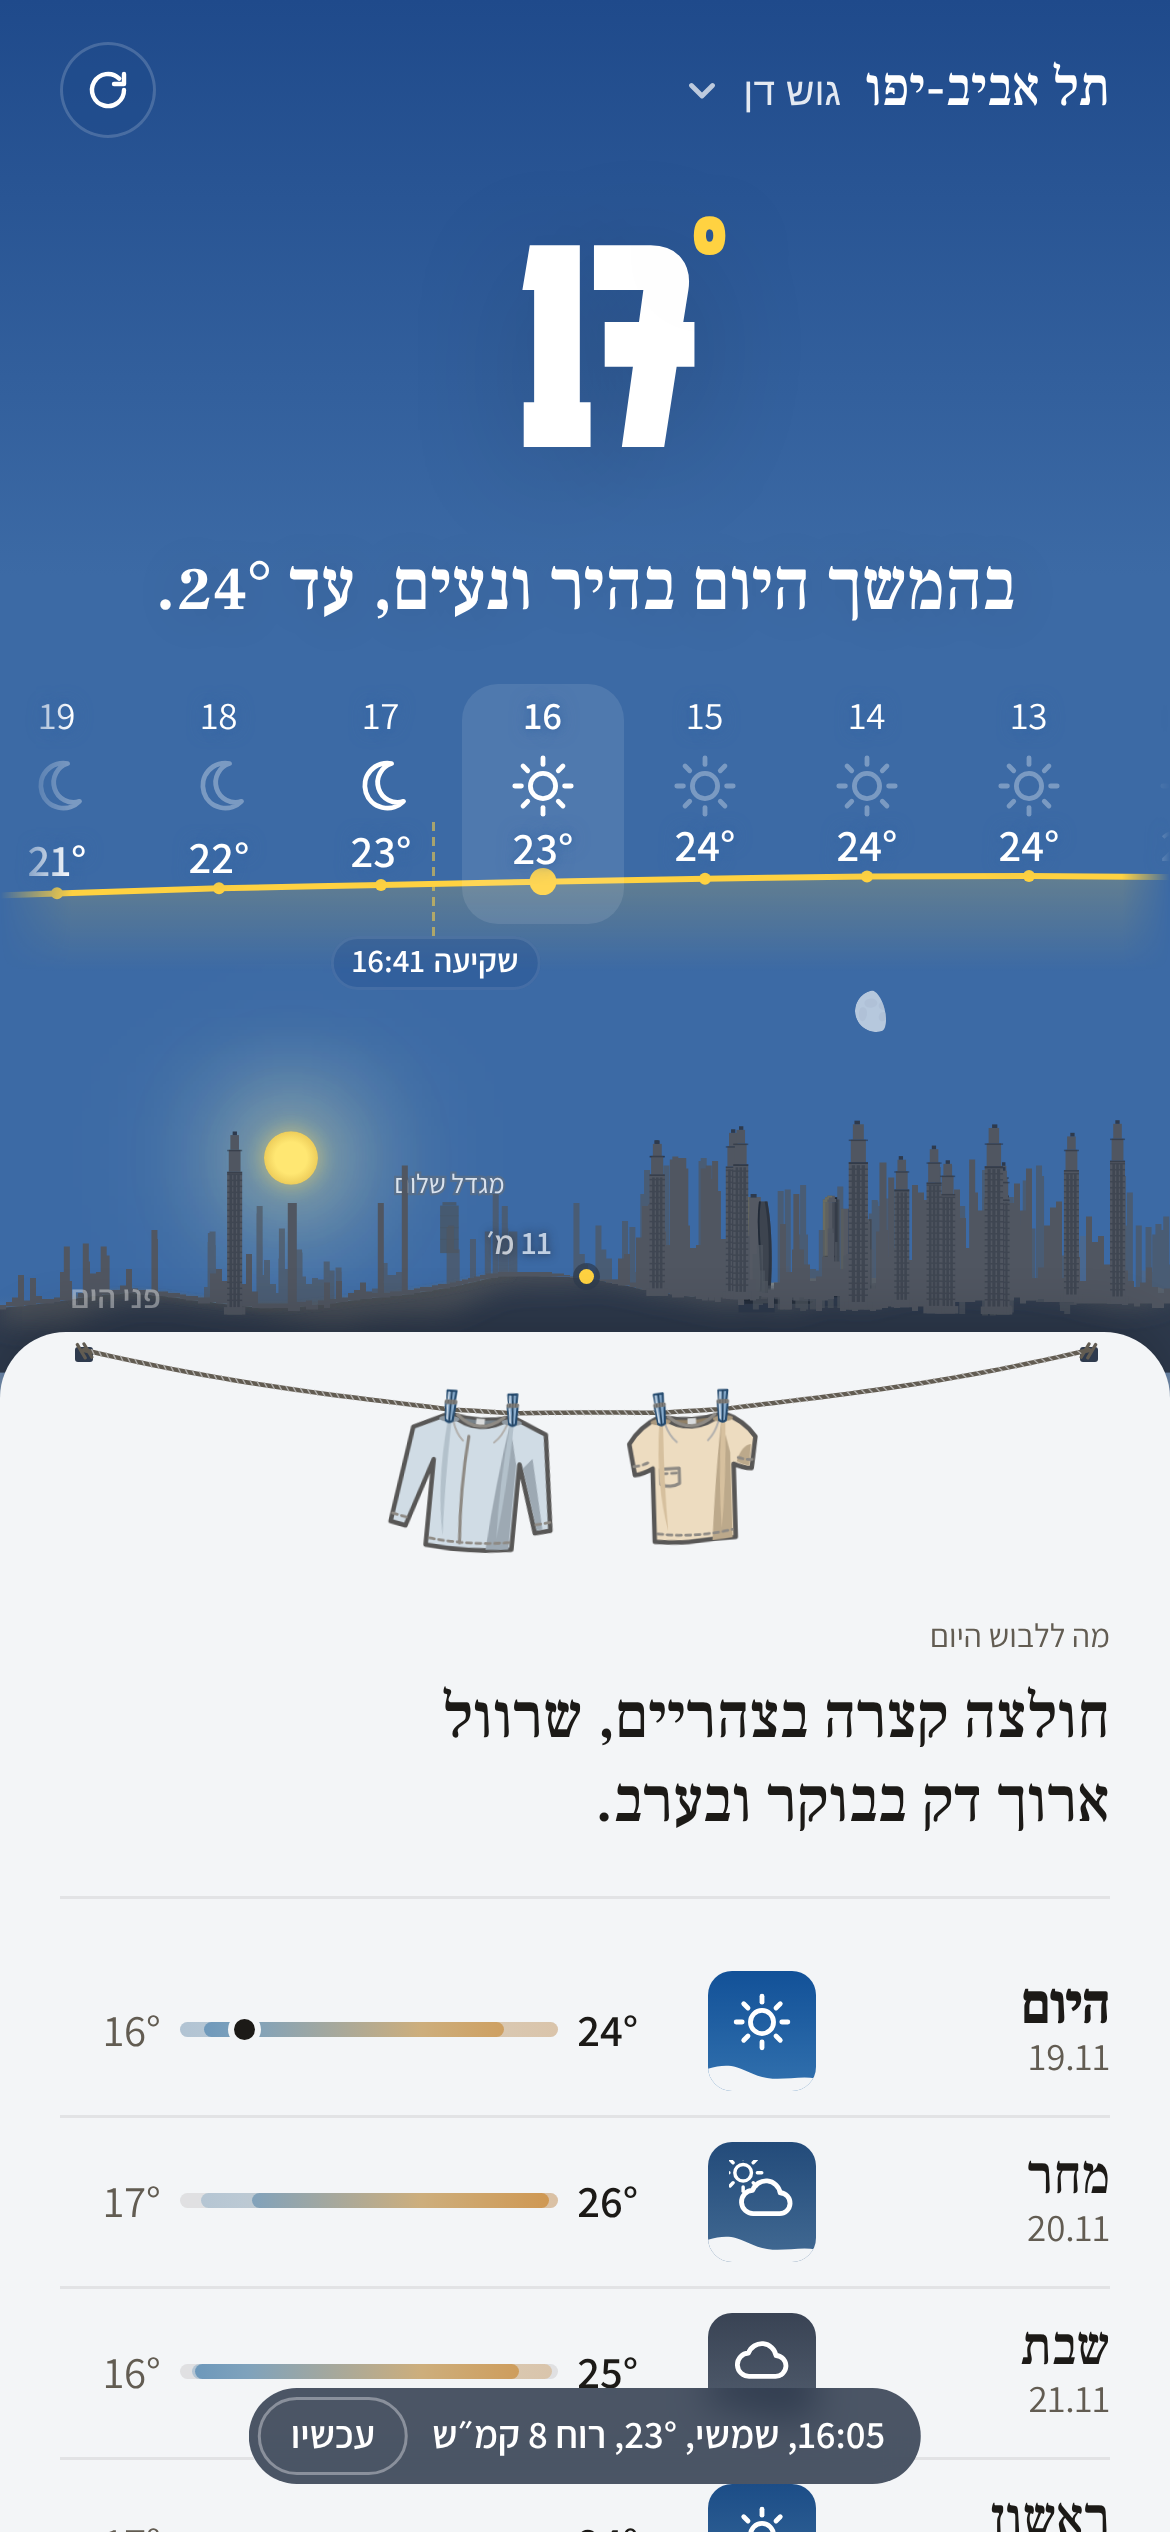 תל אביב-יפו גוש דן
17°
בהמשך היום בהיר ונעים, עד 24°.
13 14 15 16 17 18 19
24° 24° 24° 23° 23° 22° 21°
שקיעה 16:41
מגדל שלום
11 מ׳
פני הים
מה ללבוש היום
חולצה קצרה בצהריים, שרוול
ארוך דק בבוקר ובערב.
היום 24° 16°
19.11
מחר 26° 17°
20.11
שבת 25° 16°
21.11
16:05, שמשי, 23°, רוח 8 קמ״ש עכשיו
ראשון